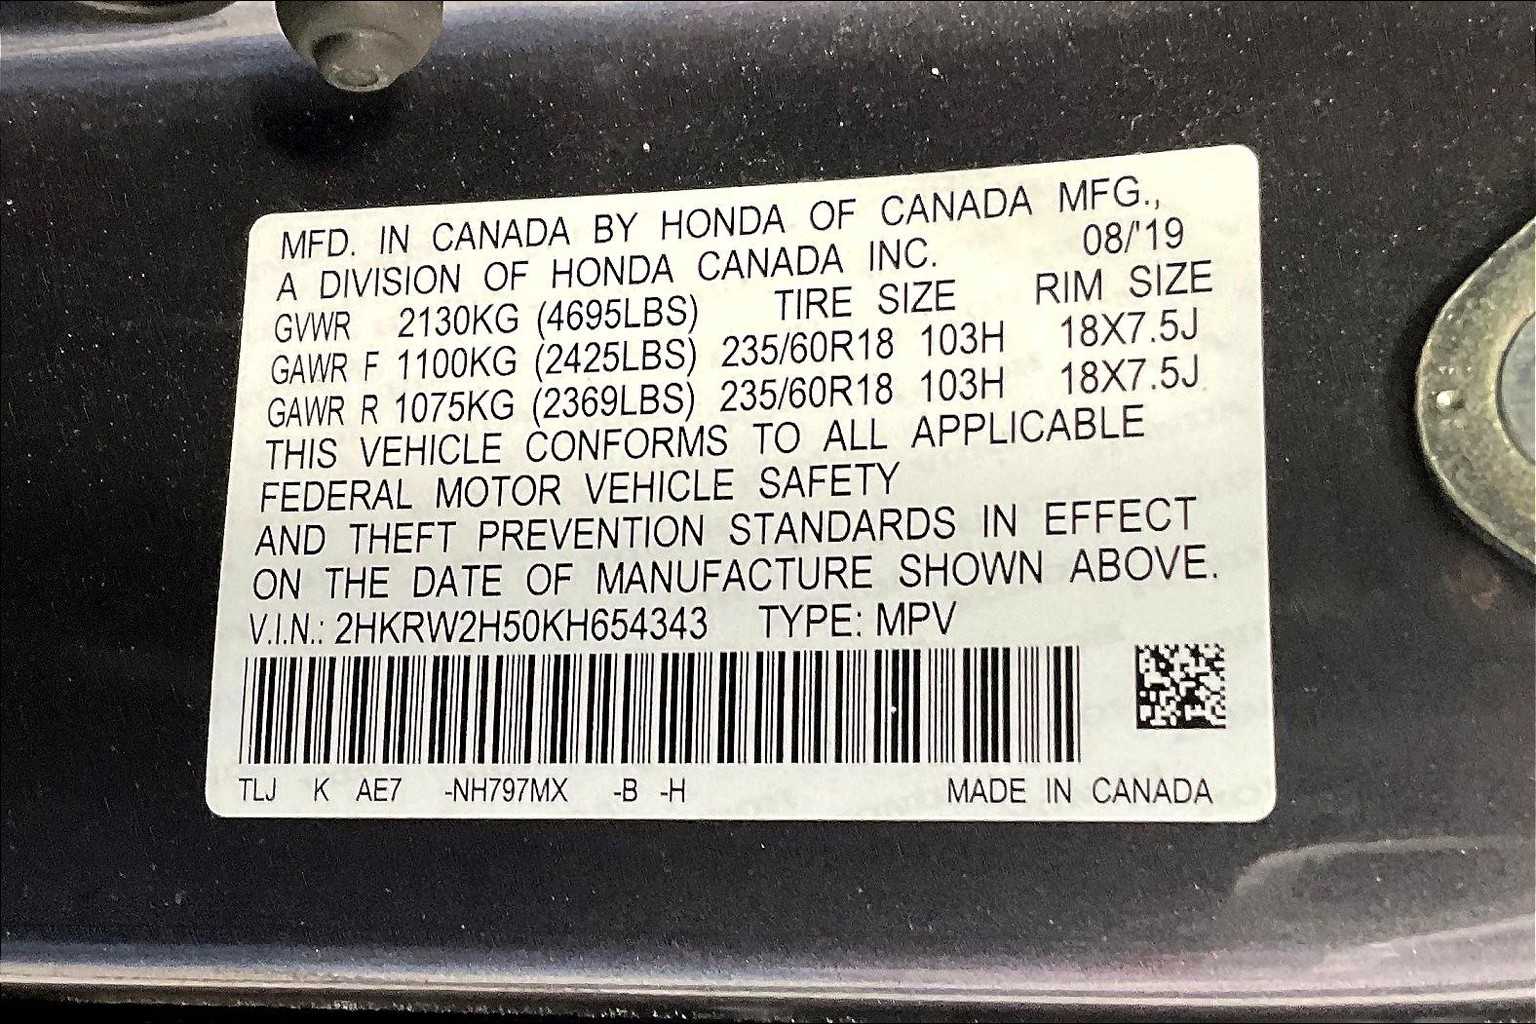 MFD. IN CANADA BY HONDA OF CANADA MFG.,
A DIVISION OF HONDA CANADA INC. 08/'19
GVWR 2130KG (4695LBS) TIRE SIZE RIM SIZE
GAWR F 1100KG (2425LBS) 235/60R18 103H 18X7.5J
GAWR R 1075KG (2369LBS) 235/60R18 103H 18X7.5J
THIS VEHICLE CONFORMS TO ALL APPLICABLE
FEDERAL MOTOR VEHICLE SAFETY
AND THEFT PREVENTION STANDARDS IN EFFECT
ON THE DATE OF MANUFACTURE SHOWN ABOVE.
V.I.N.: 2HKRW2H50KH654343 TYPE: MPV
TLJ K AE7 -NH797MX -B -H MADE IN CANADA